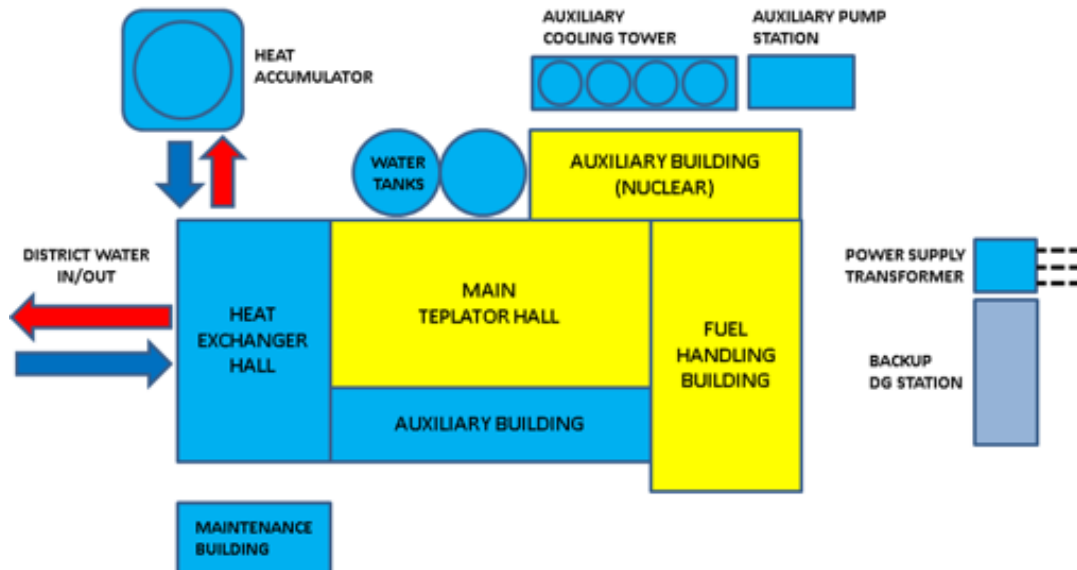 AUXILIARY
COOLING TOWER
AUXILIARY PUMP
STATION
HEAT
ACCUMULATOR
WATER
TANKS
AUXILIARY BUILDING
(NUCLEAR)
DISTRICT WATER
IN/OUT
POWER SUPPLY
TRANSFORMER
MAIN
TEPLATOR HALL
HEAT
EXCHANGER
HALL
FUEL
HANDLING
BUILDING
BACKUP
DG STATION
AUXILIARY BUILDING
MAINTENANCE
BUILDING